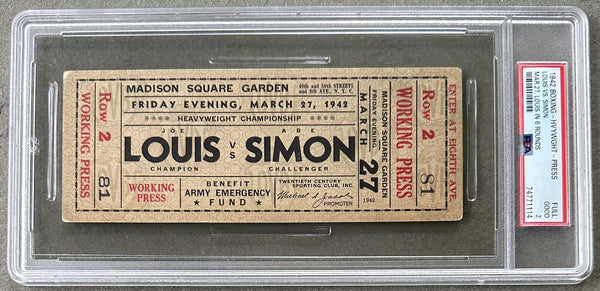 Row 2
81
WORKING PRESS
MADISON SQUARE GARDEN
49th and 50th STREETS
and 8th AVE., N. Y. C.
FRIDAY EVENING, MARCH 27, 1942
HEAVYWEIGHT CHAMPIONSHIP
JOE
LOUIS
CHAMPION
VS
ABE
SIMON
CHALLENGER
WORKING
PRESS
BENEFIT
ARMY EMERGENCY
FUND
TWENTIETH CENTURY
SPORTING CLUB, INC.
Michael S. Jacobs
PROMOTER
FRIDAY EVENING
MARCH
27
1942
MADISON SQUARE GARDEN
WORKING PRESS
Row 2
81
ENTER AT EIGHTH AVE.
1942 BOXING - HVYWGHT - PRESS
LOUIS VS. SIMON
MAR.27, LOUIS IN 6 ROUNDS
PSA
FULL
GOOD
2
74771114